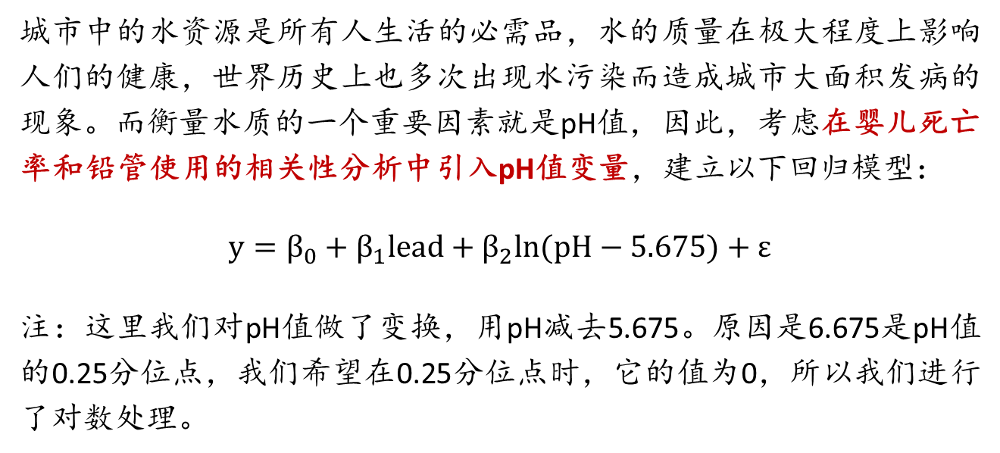 城市中的水资源是所有人生活的必需品，水的质量在极大程度上影响
人们的健康，世界历史上也多次出现水污染而造成城市大面积发病的
现象。而衡量水质的一个重要因素就是pH值，因此，考虑在婴儿死亡
率和铅管使用的相关性分析中引入pH值变量，建立以下回归模型：
y = β₀ + β₁lead + β₂ln(pH − 5.675) + ε
注：这里我们对pH值做了变换，用pH减去5.675。原因是6.675是pH值
的0.25分位点，我们希望在0.25分位点时，它的值为0，所以我们进行
了对数处理。